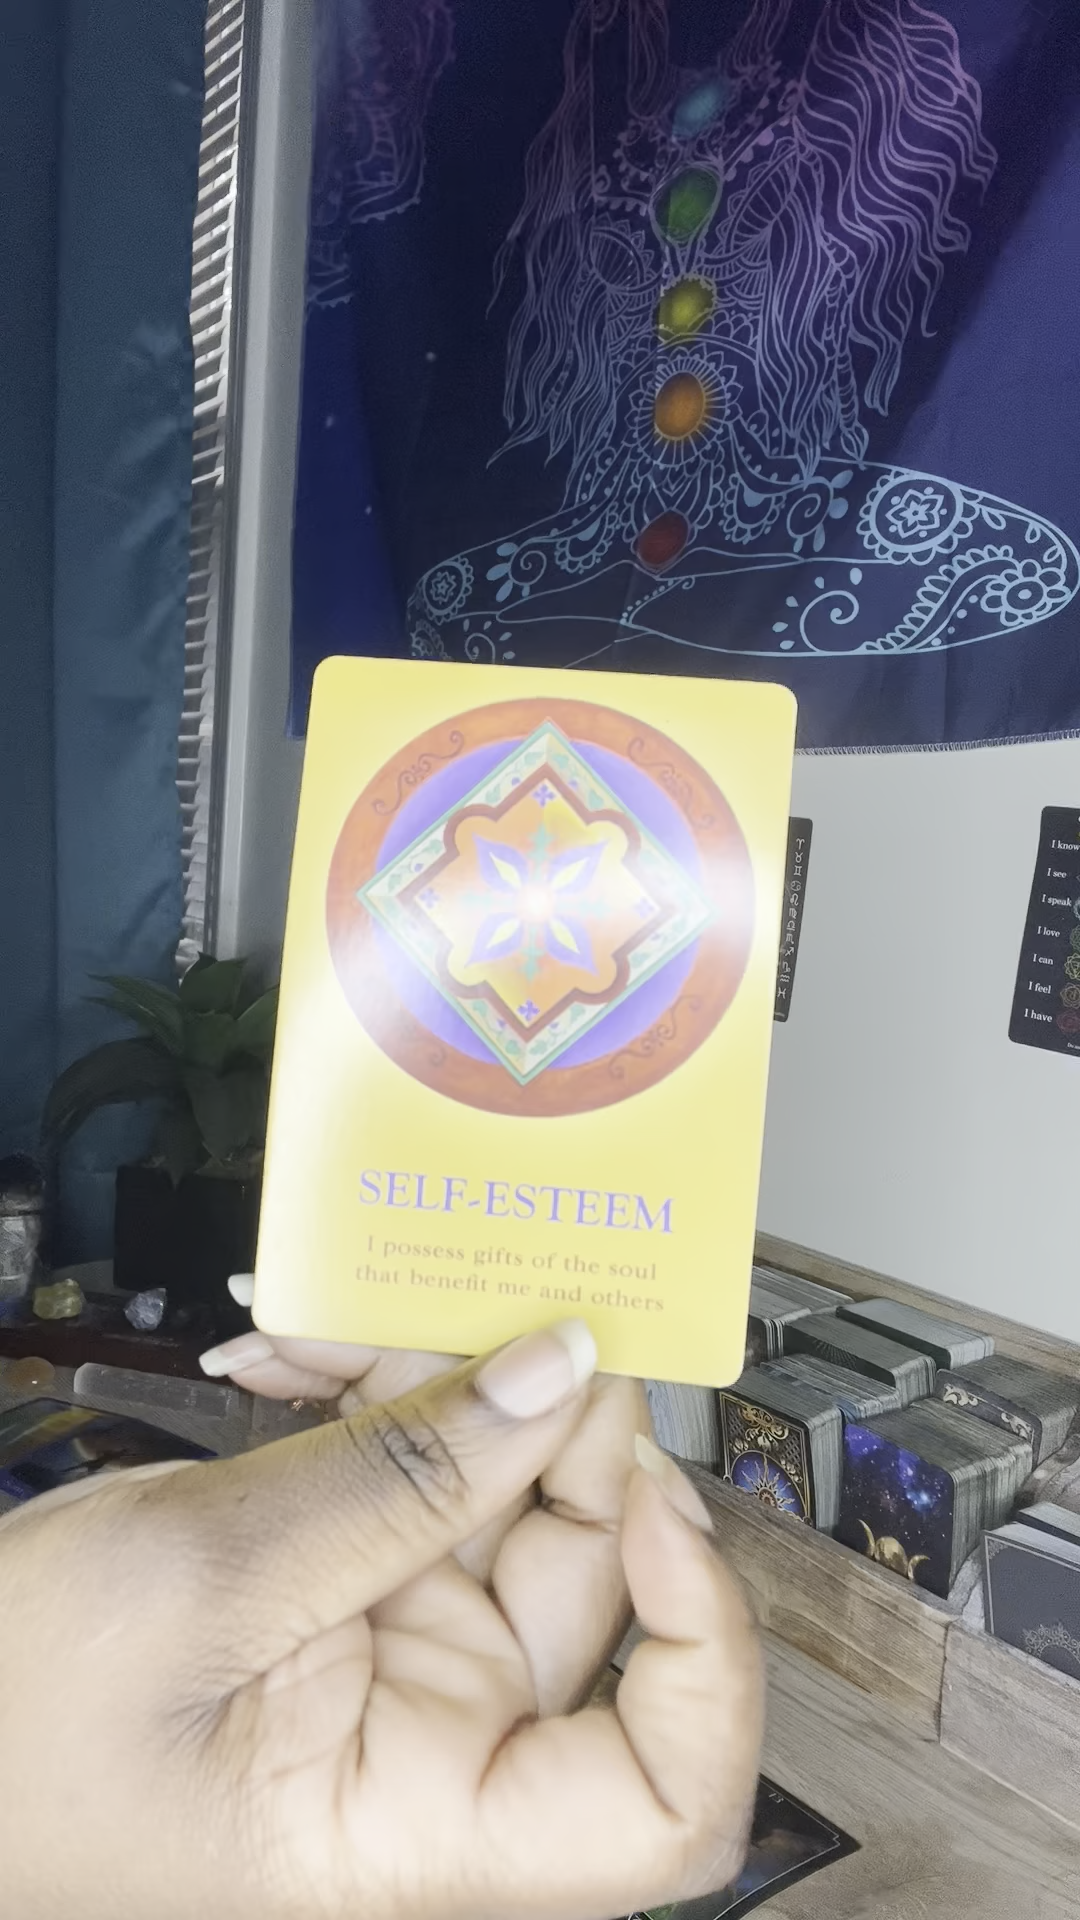 SELF-ESTEEM
I possess gifts of the soul
that benefit me and others
I know
I see
I speak
I love
I can
I feel
I have